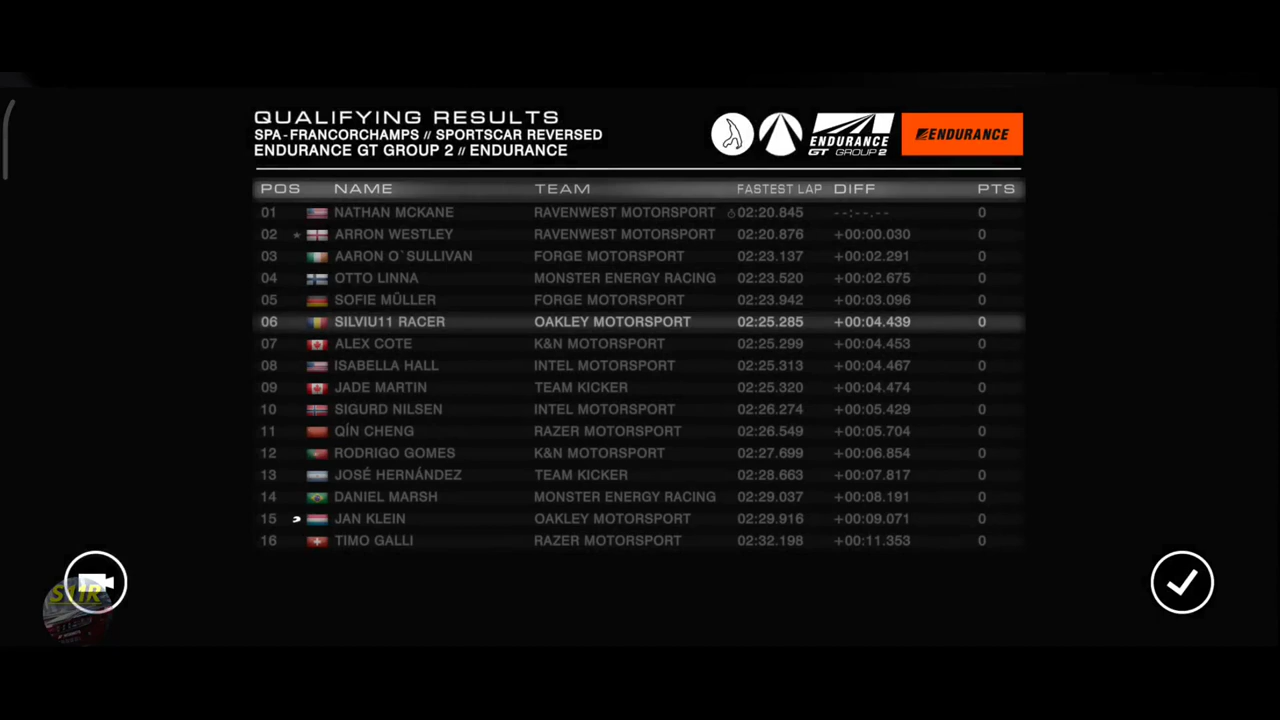 QUALIFYING RESULTS
SPA-FRANCORCHAMPS // SPORTSCAR REVERSED
ENDURANCE GT GROUP 2 // ENDURANCE
ENDURANCE
GT GROUP 2
ENDURANCE
POS NAME TEAM FASTEST LAP DIFF PTS
01 NATHAN MCKANE RAVENWEST MOTORSPORT 02:20.845 --:--.-- 0
02 ARRON WESTLEY RAVENWEST MOTORSPORT 02:20.876 +00:00.030 0
03 AARON O`SULLIVAN FORGE MOTORSPORT 02:23.137 +00:02.291 0
04 OTTO LINNA MONSTER ENERGY RACING 02:23.520 +00:02.675 0
05 SOFIE MÜLLER FORGE MOTORSPORT 02:23.942 +00:03.096 0
06 SILVIU11 RACER OAKLEY MOTORSPORT 02:25.285 +00:04.439 0
07 ALEX COTE K&N MOTORSPORT 02:25.299 +00:04.453 0
08 ISABELLA HALL INTEL MOTORSPORT 02:25.313 +00:04.467 0
09 JADE MARTIN TEAM KICKER 02:25.320 +00:04.474 0
10 SIGURD NILSEN INTEL MOTORSPORT 02:26.274 +00:05.429 0
11 QÍN CHENG RAZER MOTORSPORT 02:26.549 +00:05.704 0
12 RODRIGO GOMES K&N MOTORSPORT 02:27.699 +00:06.854 0
13 JOSÉ HERNÁNDEZ TEAM KICKER 02:28.663 +00:07.817 0
14 DANIEL MARSH MONSTER ENERGY RACING 02:29.037 +00:08.191 0
15 JAN KLEIN OAKLEY MOTORSPORT 02:29.916 +00:09.071 0
16 TIMO GALLI RAZER MOTORSPORT 02:32.198 +00:11.353 0
S11R